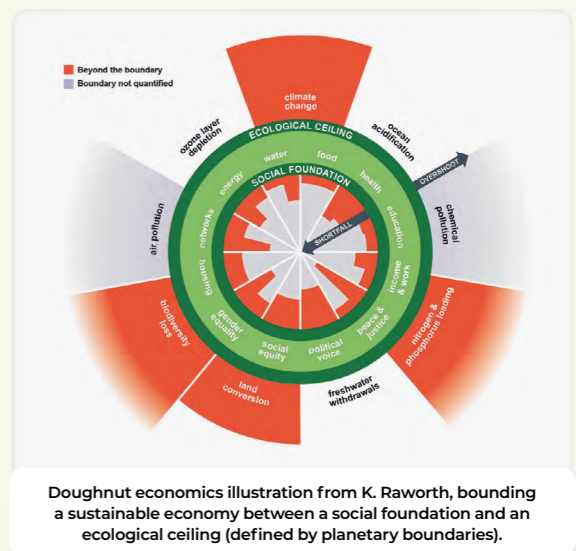 Beyond the boundary
Boundary not quantified
climate
change
ozone layer
depletion
ECOLOGICAL CEILING
ocean
acidification
water
food
energy
health
SOCIAL FOUNDATION
OVERSHOOT
SHORTFALL
networks
education
air pollution
chemical
pollution
housing
income
& work
gender
equality
peace &
justice
social
equity
political
voice
biodiversity
loss
nitrogen &
phosphorus loading
land
conversion
freshwater
withdrawals
Doughnut economics illustration from K. Raworth, bounding
a sustainable economy between a social foundation and an
ecological ceiling (defined by planetary boundaries).